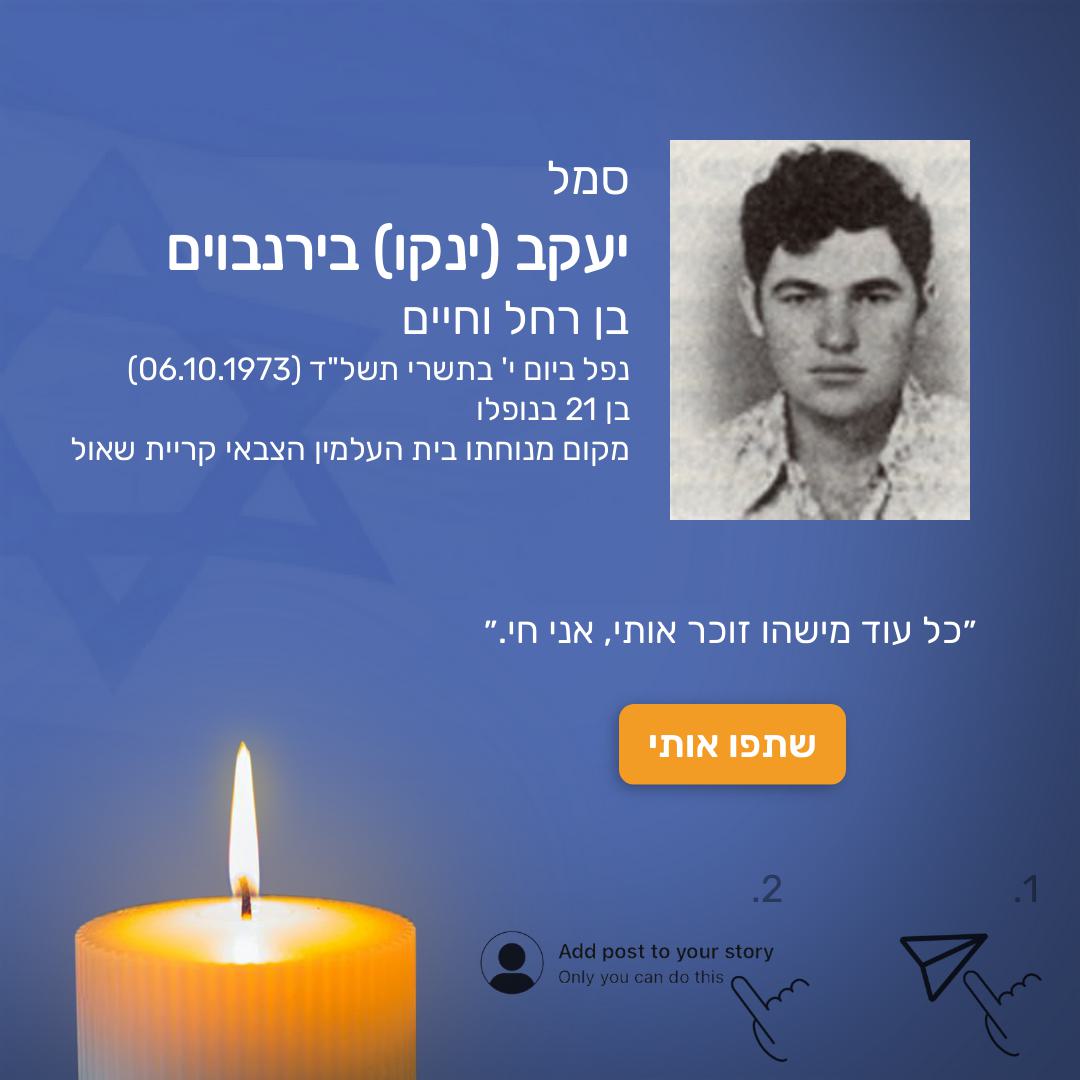 סמל
יעקב (ינקו) בירנבוים
בן רחל וחיים
נפל ביום י' בתשרי תשל"ד (06.10.1973)
בן 21 בנופלו
מקום מנוחתו בית העלמין הצבאי קריית שאול
״כל עוד מישהו זוכר אותי, אני חי.״
שתפו אותי
1.
2.
Add post to your story
Only you can do this